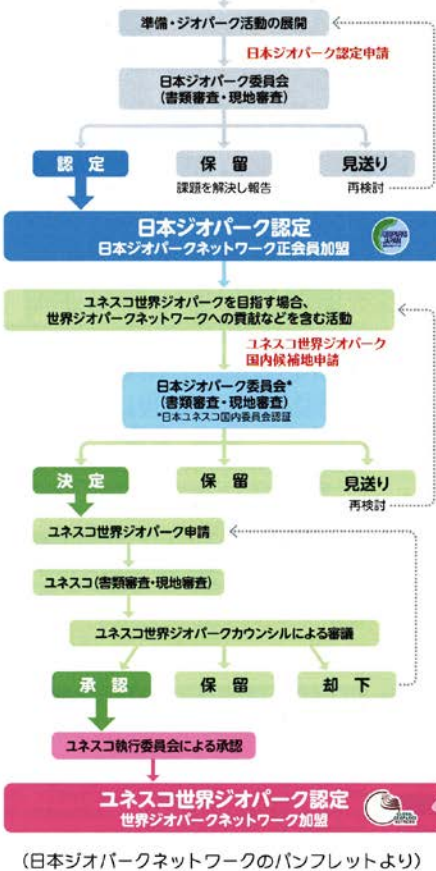 準備・ジオパーク活動の展開
日本ジオパーク認定申請
日本ジオパーク委員会
(書類審査・現地審査)
認定
保留
見送り
課題を解決し報告
再検討
日本ジオパーク認定
日本ジオパークネットワーク正会員加盟
ユネスコ世界ジオパークを目指す場合、
世界ジオパークネットワークへの貢献などを含む活動
ユネスコ世界ジオパーク
国内候補地申請
日本ジオパーク委員会*
(書類審査・現地審査)
*日本ユネスコ国内委員会認証
決定
保留
見送り
再検討
ユネスコ世界ジオパーク申請
ユネスコ(書類審査・現地審査)
ユネスコ世界ジオパークカウンシルによる審議
承認
保留
却下
ユネスコ執行委員会による承認
ユネスコ世界ジオパーク認定
世界ジオパークネットワーク加盟
(日本ジオパークネットワークのパンフレットより)